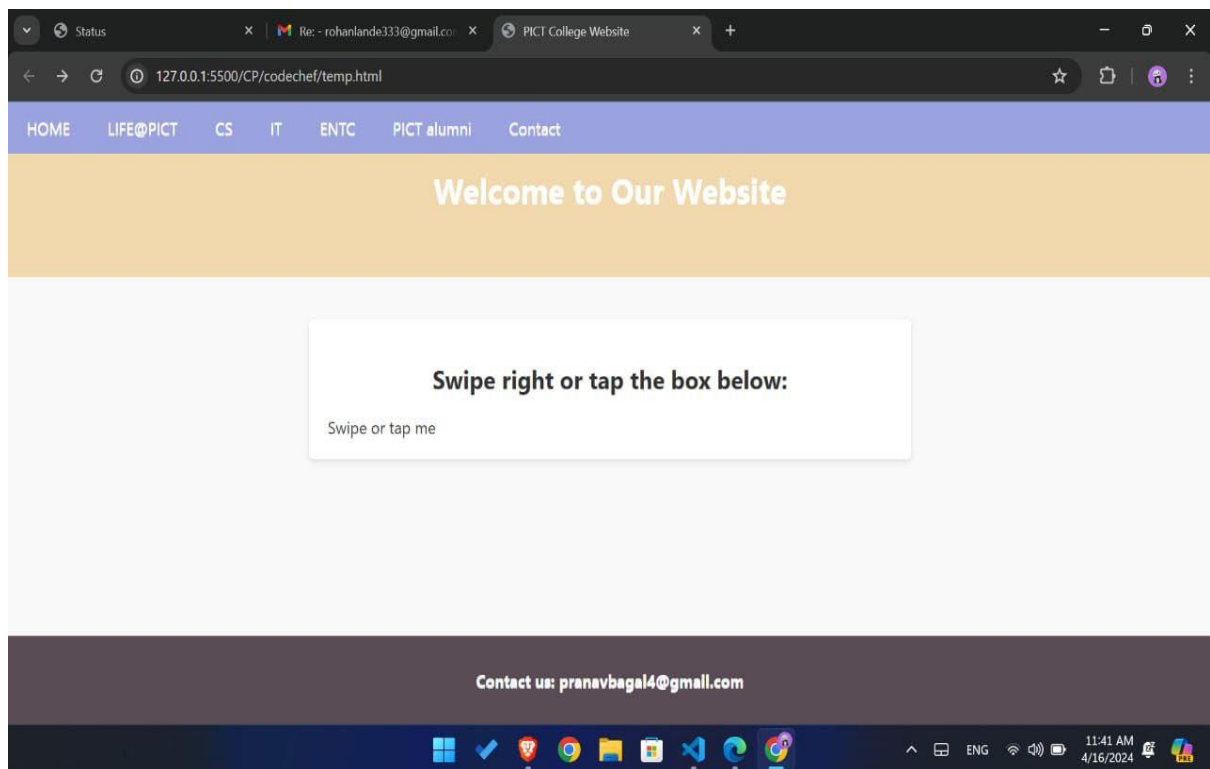 Status
Re: - rohanlande333@gmail.co
PICT College Website
127.0.0.1:5500/CP/codechef/temp.html
HOME LIFE@PICT CS IT ENTC PICT alumni Contact
Welcome to Our Website
Swipe right or tap the box below:
Swipe or tap me
Contact us: pranavbagal4@gmail.com
ENG
11:41 AM
4/16/2024
PRE